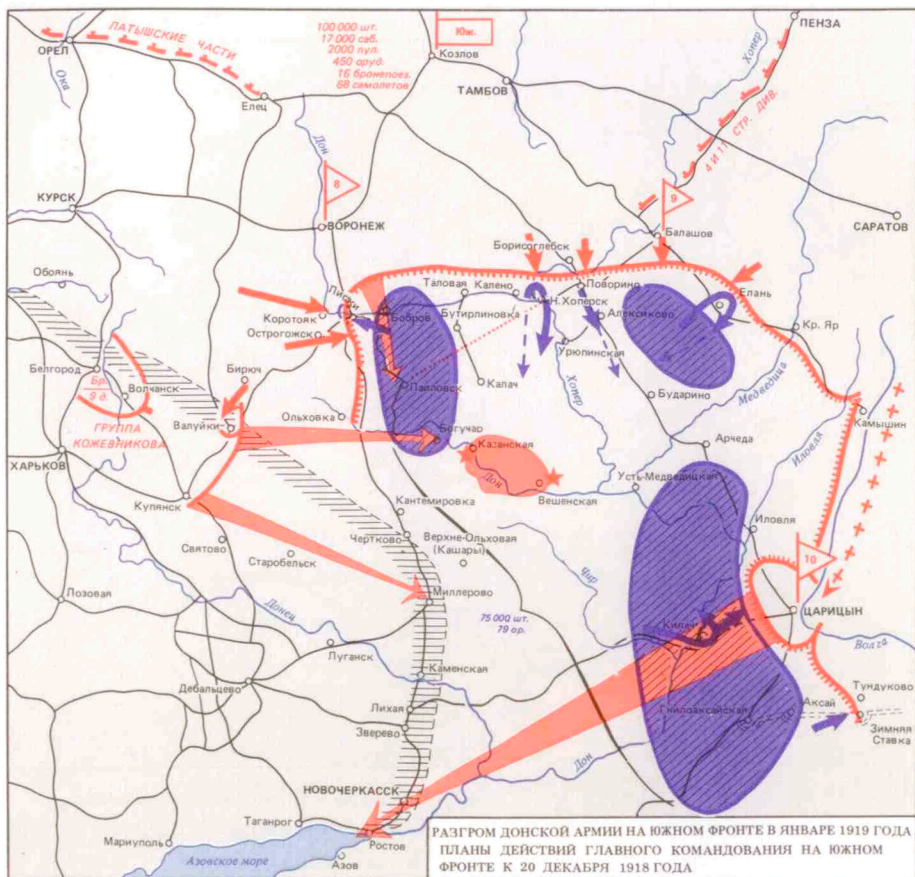 ПЕНЗА
ОРЕЛ
ЛАТЫШСКИЕ ЧАСТИ
100 000 шт.
17 000 саб.
2000 пул.
450 оруд.
16 бронепоез.
68 самолетов
Юж.
Козлов
Хопер
Ока
ТАМБОВ
Елец
Дон
4 И 11 СТР. ДИВ.
КУРСК
8
ВОРОНЕЖ
9
САРАТОВ
Балашов
Борисоглебск
Обоянь
Таловая
Калено
Поворино
Елань
Лиски
Н.Хоперск
Коротояк
Бобров
Бутирлиновка
Алексиково
Острогожск
Кр. Яр
Урюпинская
Белгород
Бр.
9 д.
Волчанск
Бирюч
Павловск
Калач
Хопер
Бударино
Медведица
ГРУППА
КОЖЕВНИКОВА
Ольховка
Валуйки
Богучар
Камышин
Казанская
Арчеда
Иловля
ХАРЬКОВ
Дон
Вешенская
Усть-Медведицкая
Купянск
Кантемировка
Иловля
Святово
Чертково
Верхне-Ольховая
(Кашары)
Старобельск
Чир
10
Лозовая
Донец
Миллерово
ЦАРИЦЫН
75 000 шт.
79 ор.
Волга
Луганск
Каменская
Дебальцево
Тундуково
Лихая
Аксай
Гнилоаксайская
Зверево
Зимняя
Ставка
Дон
НОВОЧЕРКАССК
Таганрог
Мариуполь
Ростов
Азовское море
Азов
РАЗГРОМ ДОНСКОЙ АРМИИ НА ЮЖНОМ ФРОНТЕ В ЯНВАРЕ 1919 ГОДА
ПЛАНЫ ДЕЙСТВИЙ ГЛАВНОГО КОМАНДОВАНИЯ НА ЮЖНОМ
ФРОНТЕ К 20 ДЕКАБРЯ 1918 ГОДА